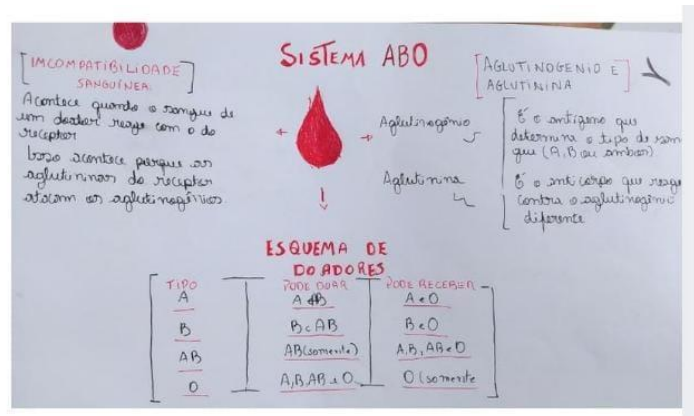 SISTEMA ABO
[IMCOMPATIBILIDADE
SANGUÍNEA]
Acontece quando o sangue de
um doador reage com o do
receptor
Isso acontece porque as
aglutininas do receptor
atacam os aglutinogênios.
Aglutinogênio
Aglutinina
[AGLUTINOGENIO E
AGLUTININA]
É o antígeno que
determina o tipo de san
gue (A, B ou ambos)
É o anticorpo que reage
contra o aglutinogênio
diferente
ESQUEMA DE
DOADORES
TIPO PODE DOAR PODE RECEBER
A A AB A e O
B B e AB B e O
AB AB (somente) A, B, AB e O
O A, B, AB e O O (somente